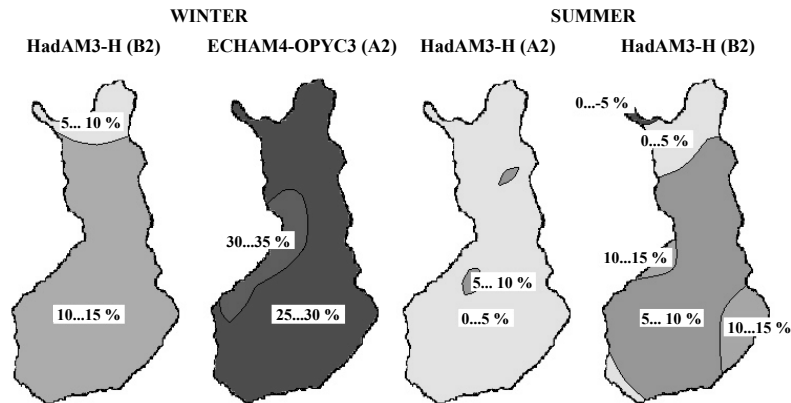 WINTER
SUMMER
HadAM3-H (B2)
ECHAM4-OPYC3 (A2)
HadAM3-H (A2)
HadAM3-H (B2)
5... 10 %
10...15 %
30...35 %
25...30 %
5... 10 %
0...5 %
0...-5 %
0...5 %
10...15 %
5... 10 %
10...15 %